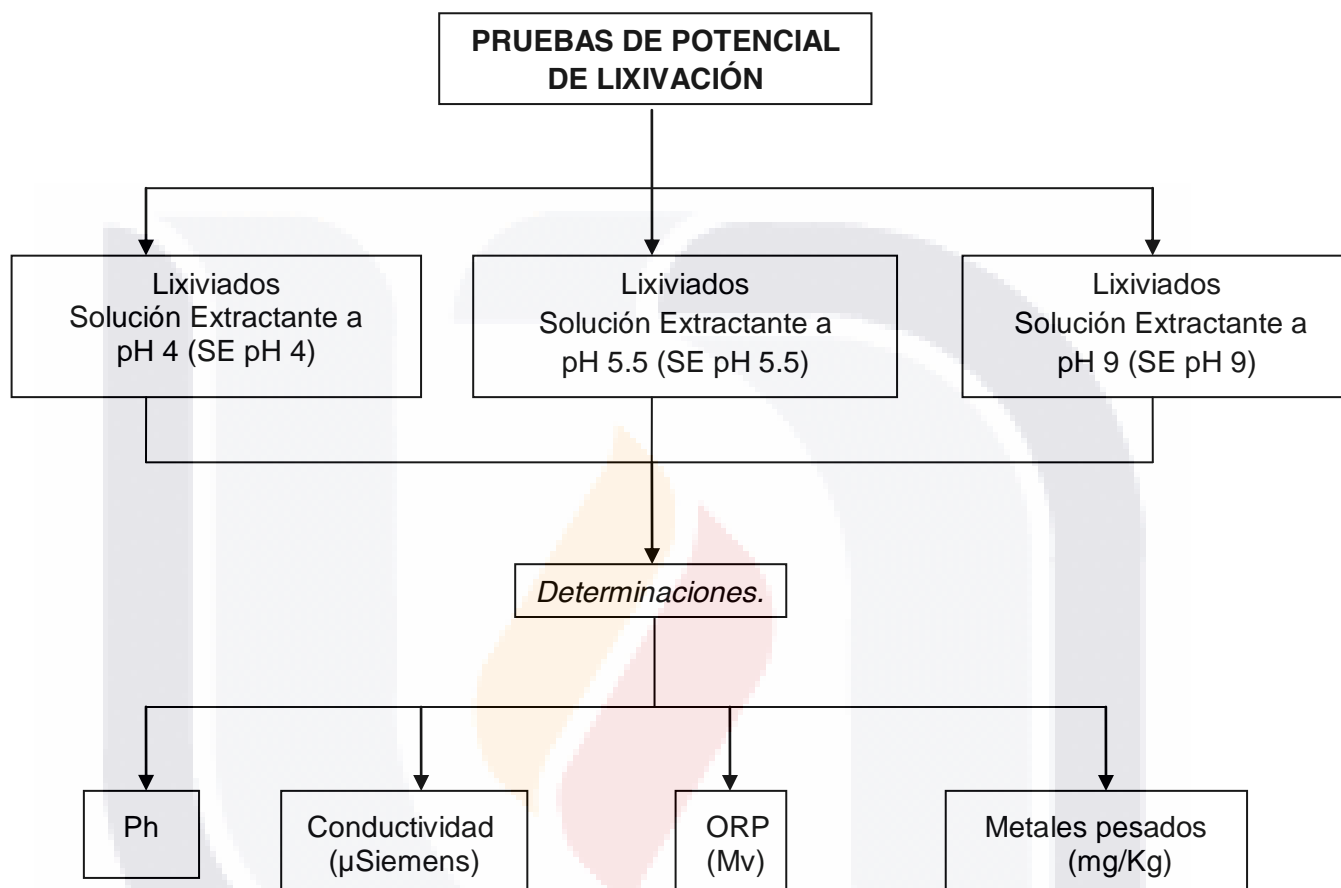 PRUEBAS DE POTENCIAL
DE LIXIVACIÓN
Lixiviados
Solución Extractante a
pH 4 (SE pH 4)
Lixiviados
Solución Extractante a
pH 5.5 (SE pH 5.5)
Lixiviados
Solución Extractante a
pH 9 (SE pH 9)
Determinaciones.
Ph
Conductividad
(µSiemens)
ORP
(Mv)
Metales pesados
(mg/Kg)